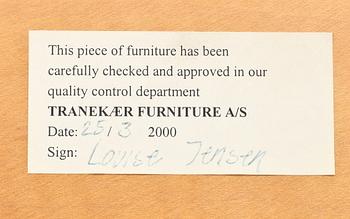 This piece of furniture has been
carefully checked and approved in our
quality control department
TRANEKÆR FURNITURE A/S
Date: 25/3 2000
Sign: Louise Jensen